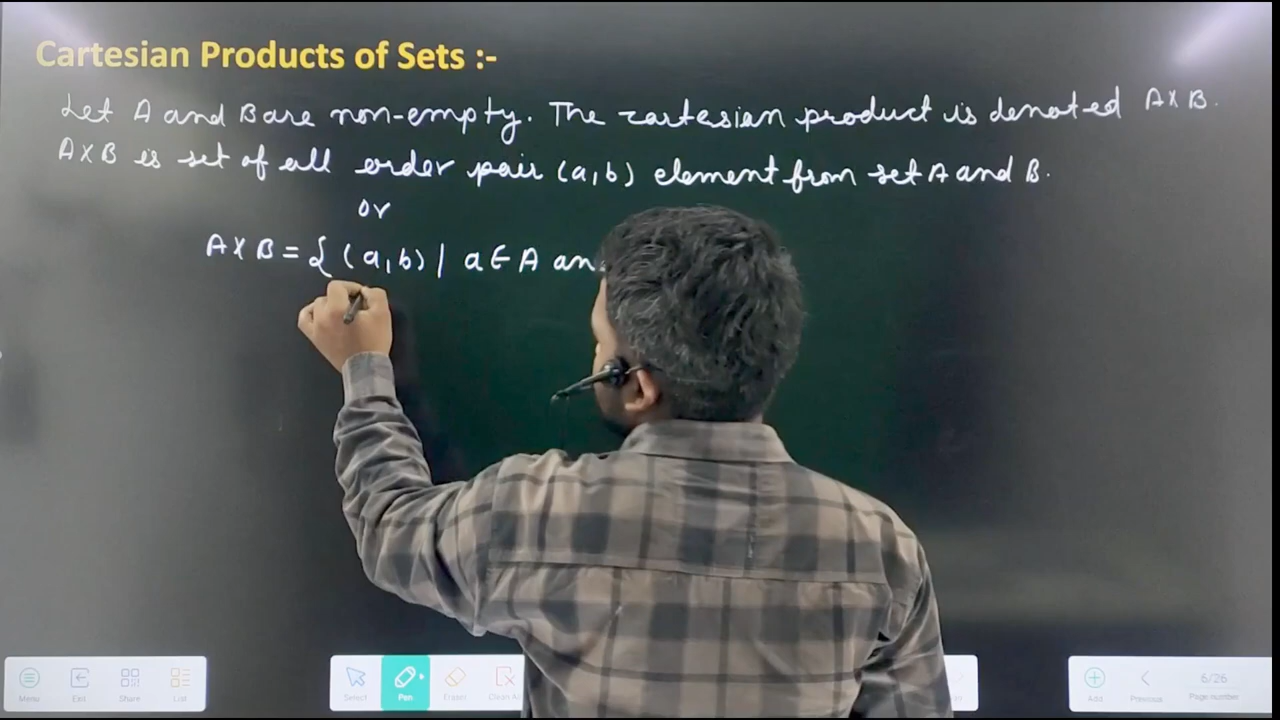 Cartesian Products of Sets :-
Let A and B are non-empty. The cartesian product is denoted A×B.
A×B is set of all order pair (a,b) element from set A and B.
or
A×B = { (a,b) | a ∈ A an
Menu Exit Share List Select Pen Eraser Clean All Add Previous 6/26 Page number